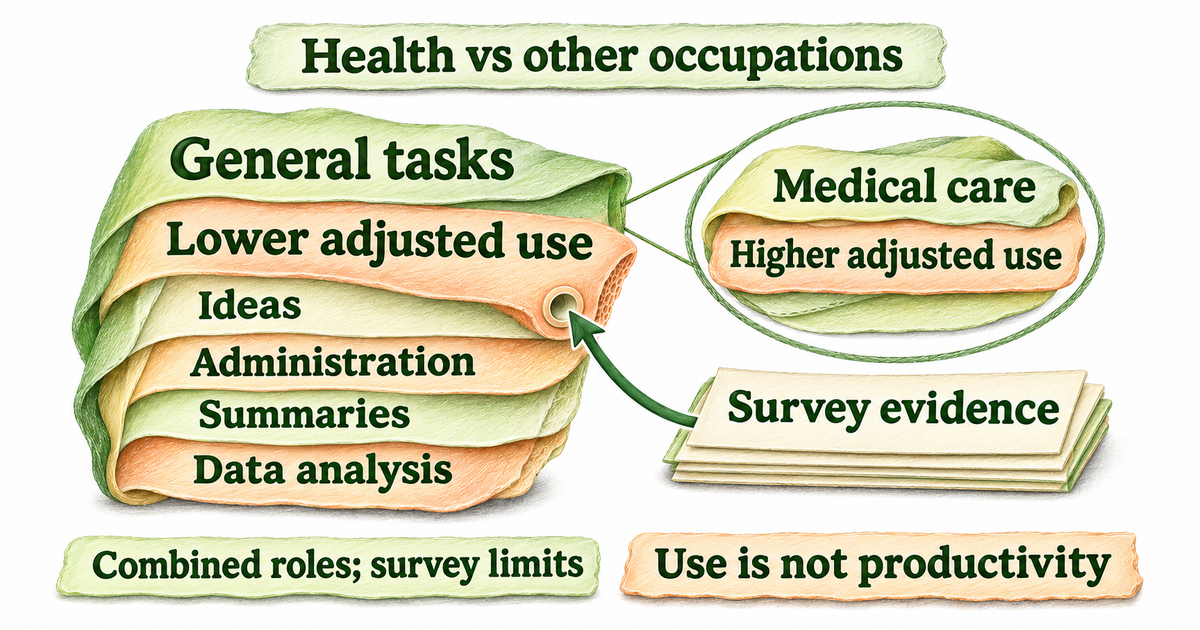 Health vs other occupations
General tasks
Lower adjusted use
Ideas
Administration
Summaries
Data analysis
Medical care
Higher adjusted use
Survey evidence
Combined roles; survey limits
Use is not productivity